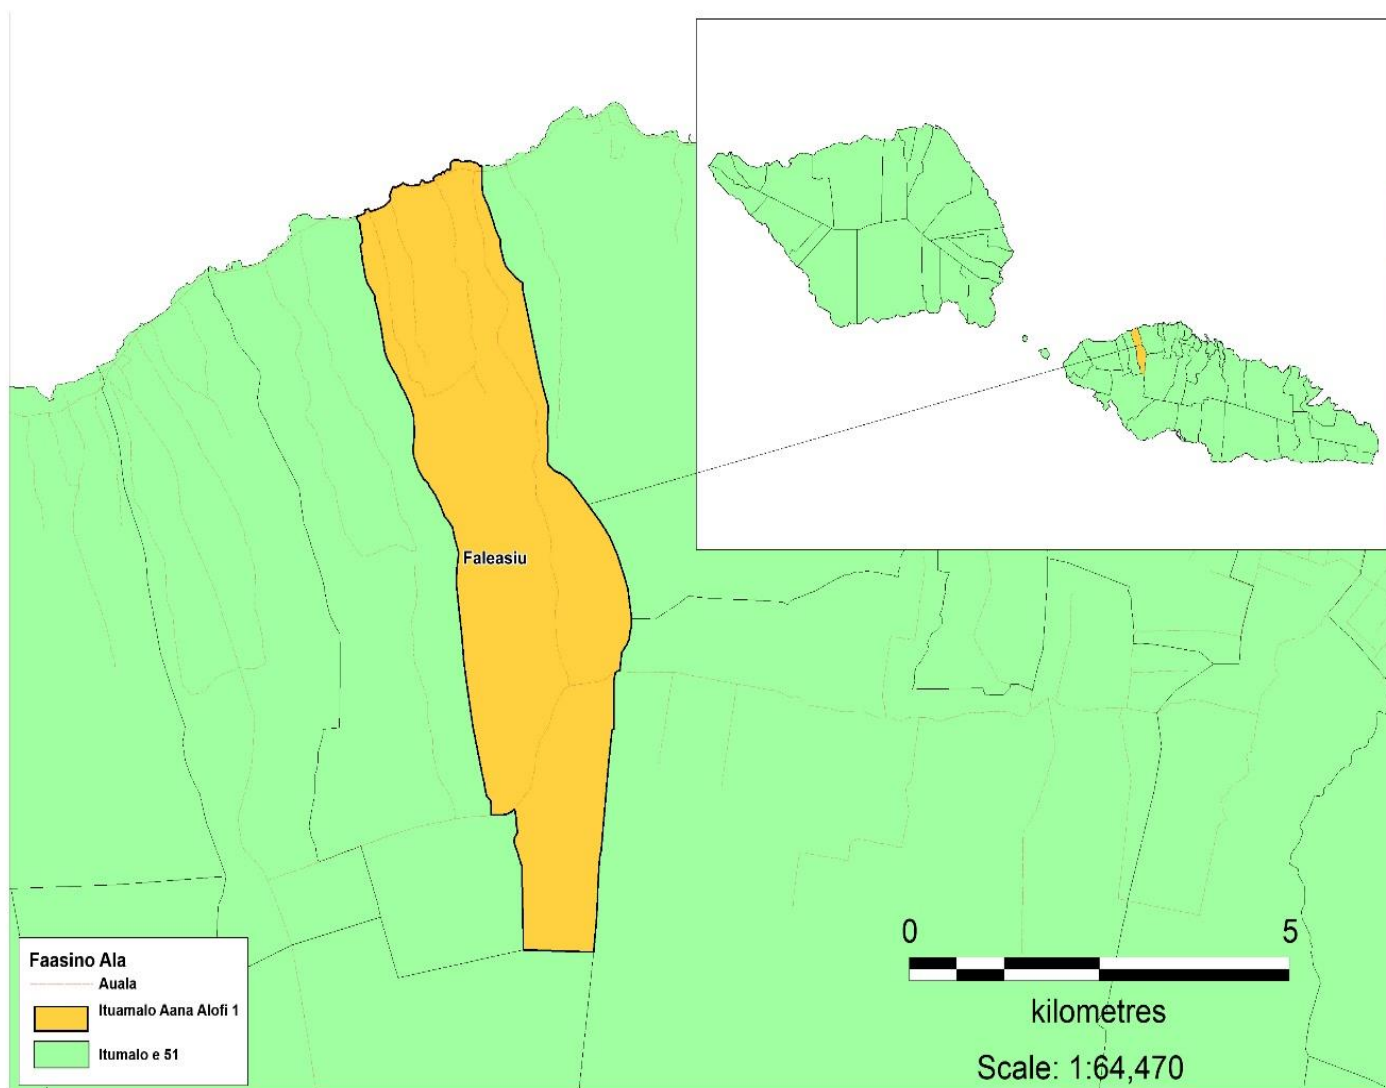 Faleasiu
Faasino Ala
Auala
Ituamalo Aana Alofi 1
Itumalo e 51
0 5
kilometres
Scale: 1:64,470